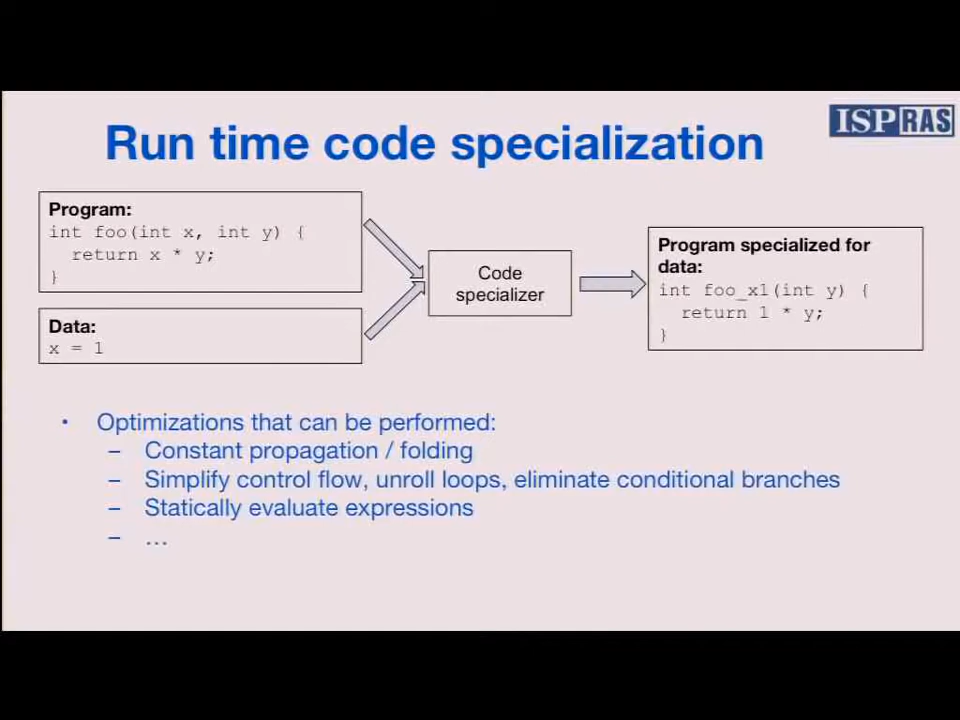 Run time code specialization
ISPRAS
Program:
int foo(int x, int y) {
return x * y;
}
Data:
x = 1
Code
specializer
Program specialized for
data:
int foo_x1(int y) {
return 1 * y;
}
• Optimizations that can be performed:
– Constant propagation / folding
– Simplify control flow, unroll loops, eliminate conditional branches
– Statically evaluate expressions
– …